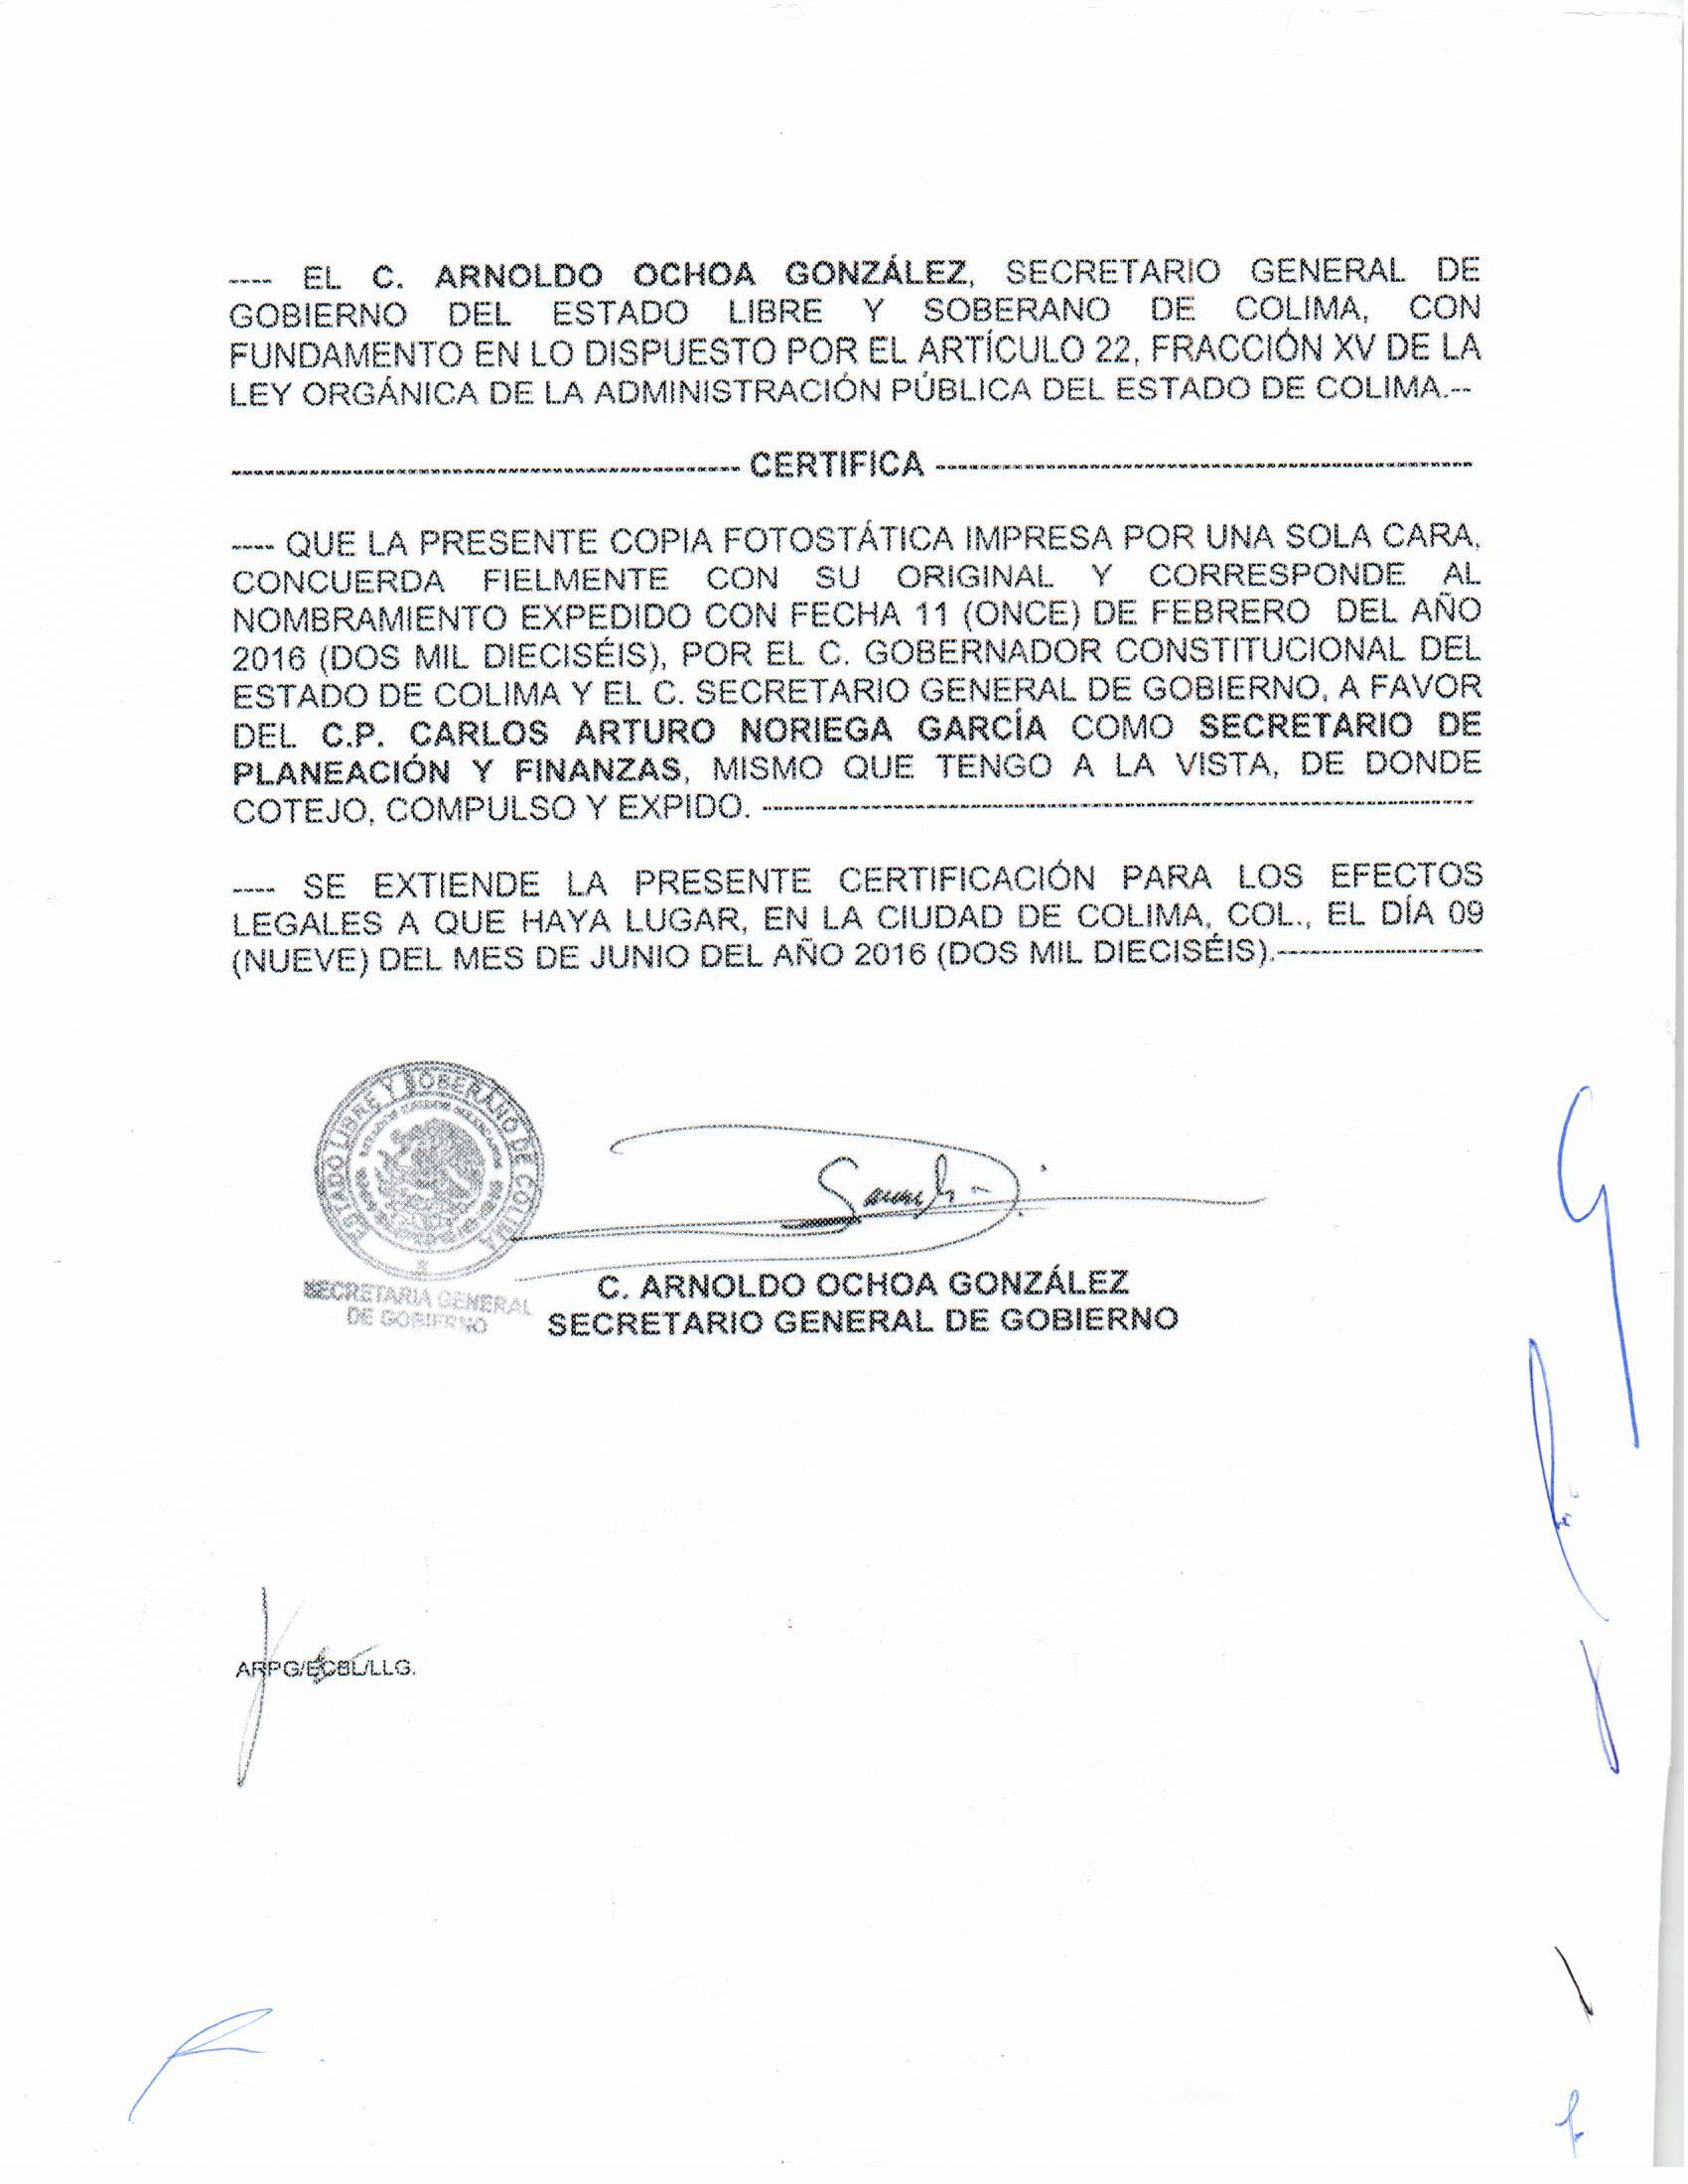 ---- EL C. ARNOLDO OCHOA GONZÁLEZ, SECRETARIO GENERAL DE
GOBIERNO DEL ESTADO LIBRE Y SOBERANO DE COLIMA, CON
FUNDAMENTO EN LO DISPUESTO POR EL ARTÍCULO 22, FRACCIÓN XV DE LA
LEY ORGÁNICA DE LA ADMINISTRACIÓN PÚBLICA DEL ESTADO DE COLIMA.--
---------------------------------------------- CERTIFICA -------------------------------------------------
---- QUE LA PRESENTE COPIA FOTOSTÁTICA IMPRESA POR UNA SOLA CARA,
CONCUERDA FIELMENTE CON SU ORIGINAL Y CORRESPONDE AL
NOMBRAMIENTO EXPEDIDO CON FECHA 11 (ONCE) DE FEBRERO DEL AÑO
2016 (DOS MIL DIECISÉIS), POR EL C. GOBERNADOR CONSTITUCIONAL DEL
ESTADO DE COLIMA Y EL C. SECRETARIO GENERAL DE GOBIERNO, A FAVOR
DEL C.P. CARLOS ARTURO NORIEGA GARCÍA COMO SECRETARIO DE
PLANEACIÓN Y FINANZAS, MISMO QUE TENGO A LA VISTA, DE DONDE
COTEJO, COMPULSO Y EXPIDO. -----------------------------------------------------------------
---- SE EXTIENDE LA PRESENTE CERTIFICACIÓN PARA LOS EFECTOS
LEGALES A QUE HAYA LUGAR, EN LA CIUDAD DE COLIMA, COL., EL DÍA 09
(NUEVE) DEL MES DE JUNIO DEL AÑO 2016 (DOS MIL DIECISÉIS).-------------------
ESTADO LIBRE Y SOBERANO DE COLIMA
ESTADOS UNIDOS MEXICANOS
SECRETARIA GENERAL
DE GOBIERNO
C. ARNOLDO OCHOA GONZÁLEZ
SECRETARIO GENERAL DE GOBIERNO
ARPG/ECBL/LLG.